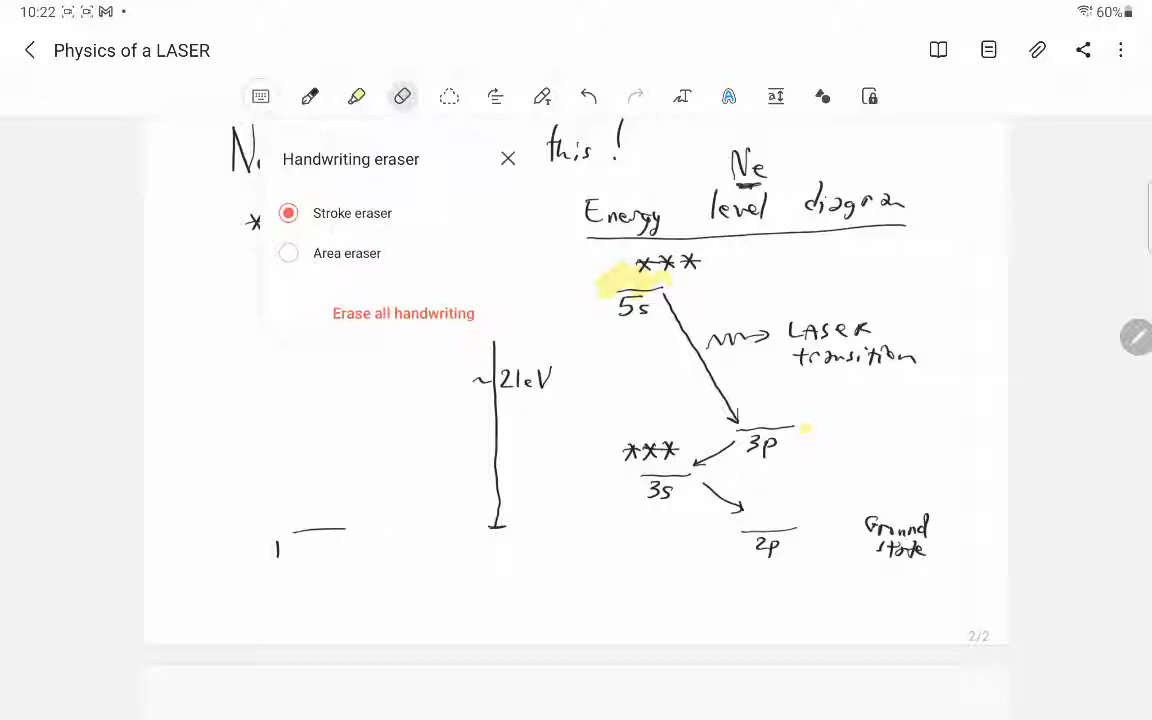 10:22 60%
Physics of a LASER
Handwriting eraser
Stroke eraser
Area eraser
Erase all handwriting
N this !
Ne
Energy level diagram
***
5s
LASER
transition
~21eV
3p
***
3s
2p
Ground
state
*
1
2/2